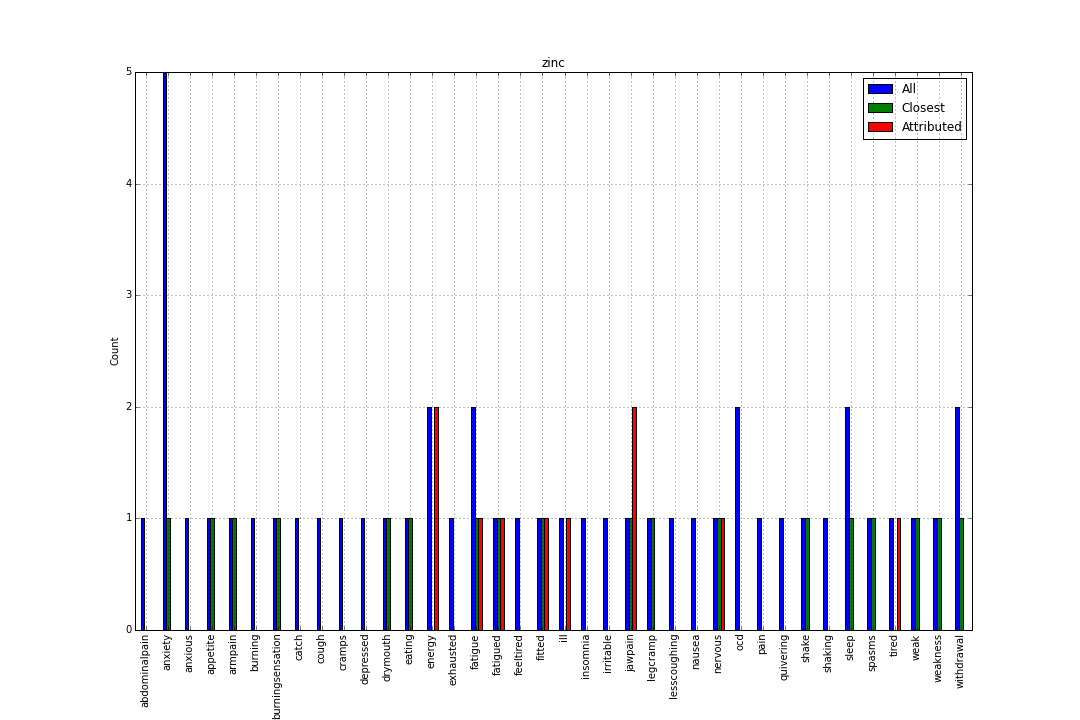 zinc
All
Closest
Attributed
5
4
3
2
1
0
Count
abdominalpain
anxiety
anxious
appetite
armpain
burning
burningsensation
catch
cough
cramps
depressed
drymouth
eating
energy
exhausted
fatigue
fatigued
feeltired
fitted
ill
insomnia
irritable
jawpain
legcramp
lesscoughing
nausea
nervous
ocd
pain
quivering
shake
shaking
sleep
spasms
tired
weak
weakness
withdrawal